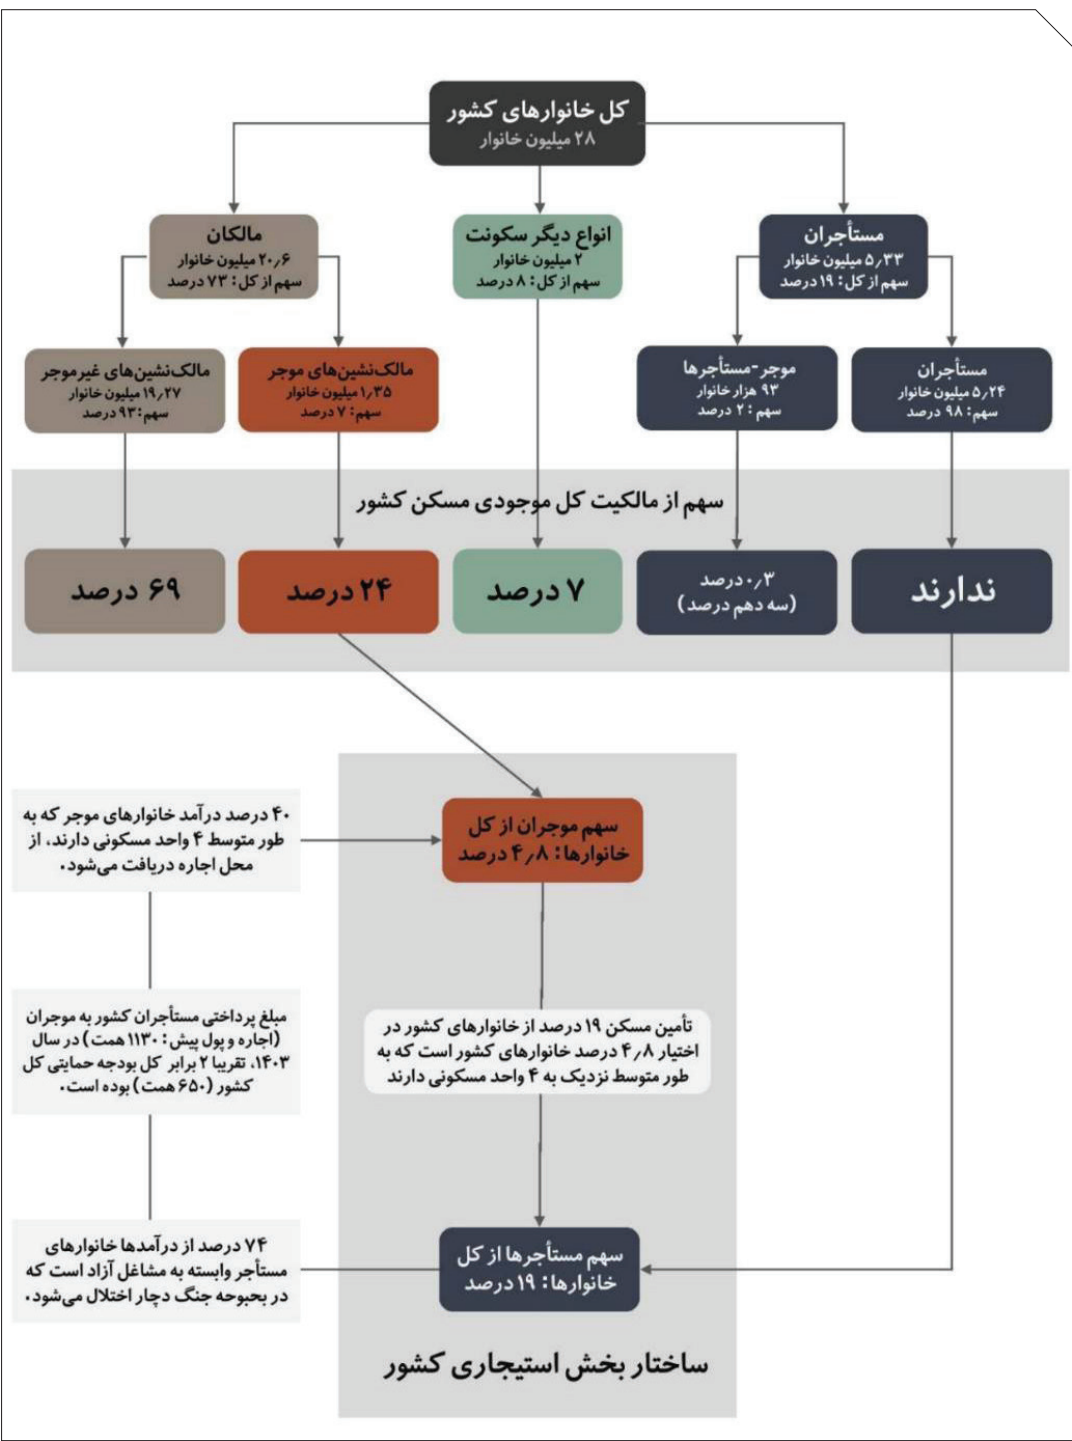 کل خانوارهای کشور
۲۸ میلیون خانوار
مستأجران
۵٫۳۳ میلیون خانوار
سهم از کل: ۱۹ درصد
انواع دیگر سکونت
۲ میلیون خانوار
سهم از کل: ۸ درصد
مالکان
۲۰٫۶ میلیون خانوار
سهم از کل: ۷۳ درصد
مستأجران
۵٫۲۴ میلیون خانوار
سهم: ۹۸ درصد
موجر-مستأجرها
۹۳ هزار خانوار
سهم: ۲ درصد
مالک‌نشین‌های موجر
۱٫۳۵ میلیون خانوار
سهم: ۷ درصد
مالک‌نشین‌های غیرموجر
۱۹٫۲۷ میلیون خانوار
سهم: ۹۳ درصد
سهم از مالکیت کل موجودی مسکن کشور
ندارند
۰٫۳ درصد
(سه دهم درصد)
۷ درصد
۲۴ درصد
۶۹ درصد
سهم موجران از کل
خانوارها: ۴٫۸ درصد
۴۰ درصد درآمد خانوارهای موجر که به
طور متوسط ۴ واحد مسکونی دارند، از
محل اجاره دریافت می‌شود.
تأمین مسکن ۱۹ درصد از خانوارهای کشور در
اختیار ۴٫۸ درصد خانوارهای کشور است که به
طور متوسط نزدیک به ۴ واحد مسکونی دارند
مبلغ پرداختی مستأجران کشور به موجران
(اجاره و پول پیش: ۱۱۳۰ همت) در سال
۱۴۰۳، تقریبا ۲ برابر کل بودجه حمایتی کل
کشور (۶۵۰ همت) بوده است.
سهم مستأجرها از کل
خانوارها: ۱۹ درصد
۷۴ درصد از درآمدها خانوارهای
مستأجر وابسته به مشاغل آزاد است که
در بحبوحه جنگ دچار اختلال می‌شود.
ساختار بخش استیجاری کشور